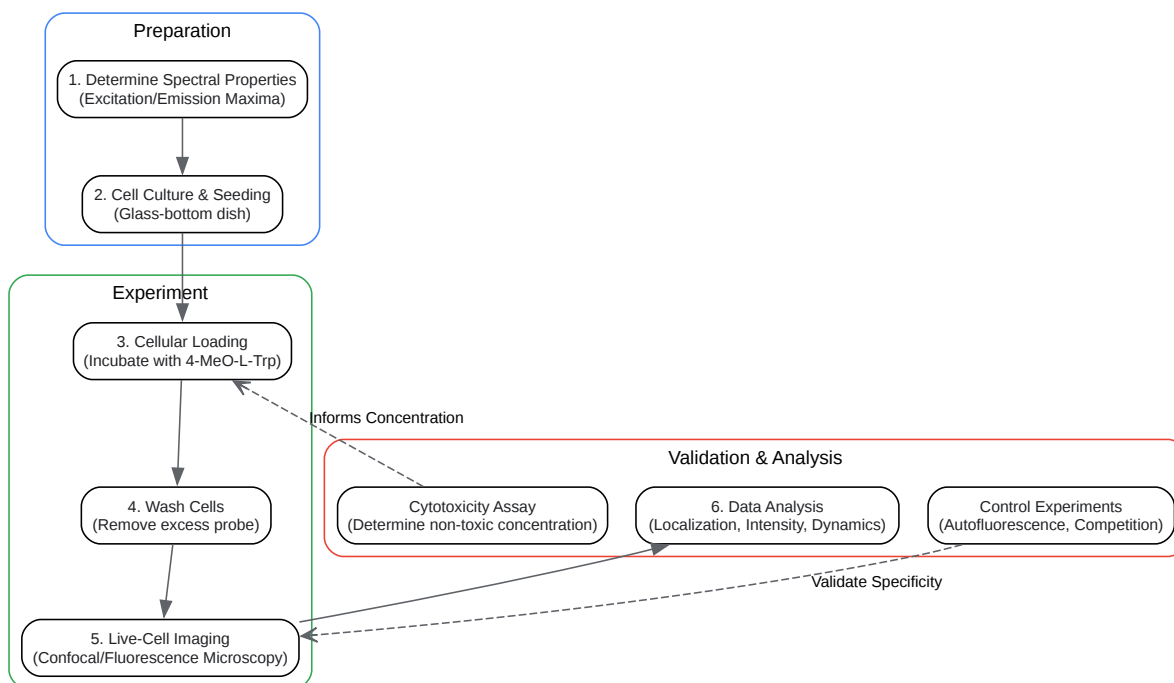 Preparation
1. Determine Spectral Properties
(Excitation/Emission Maxima)
2. Cell Culture & Seeding
(Glass-bottom dish)
Experiment
3. Cellular Loading
(Incubate with 4-MeO-L-Trp)
Informs Concentration
4. Wash Cells
(Remove excess probe)
5. Live-Cell Imaging
(Confocal/Fluorescence Microscopy)
Validation & Analysis
Cytotoxicity Assay
(Determine non-toxic concentration)
6. Data Analysis
(Localization, Intensity, Dynamics)
Control Experiments
(Autofluorescence, Competition)
Validate Specificity